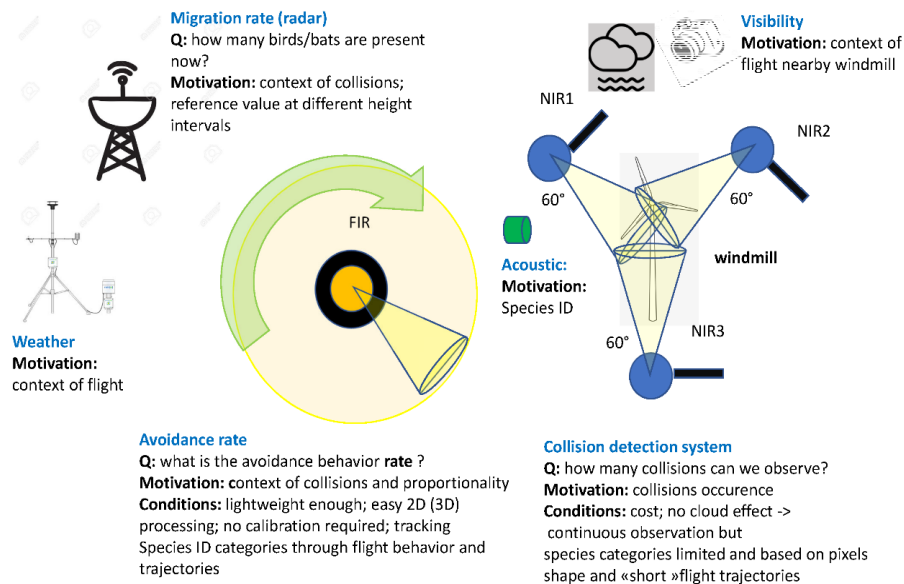 Migration rate (radar)
Q: how many birds/bats are present
now?
Motivation: context of collisions;
reference value at different height
intervals
Visibility
Motivation: context of
flight nearby windmill
NIR1
NIR2
60°
60°
FIR
Acoustic:
Motivation:
Species ID
windmill
Weather
Motivation:
context of flight
60°
NIR3
Avoidance rate
Q: what is the avoidance behavior rate ?
Motivation: context of collisions and proportionality
Conditions: lightweight enough; easy 2D (3D)
processing; no calibration required; tracking
Species ID categories through flight behavior and
trajectories
Collision detection system
Q: how many collisions can we observe?
Motivation: collisions occurence
Conditions: cost; no cloud effect ->
continuous observation but
species categories limited and based on pixels
shape and «short »flight trajectories